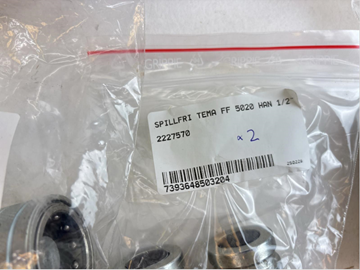 SPILLFRI TEMA FF 5020 HAN 1/2"
2227570
x 2
7393648503204